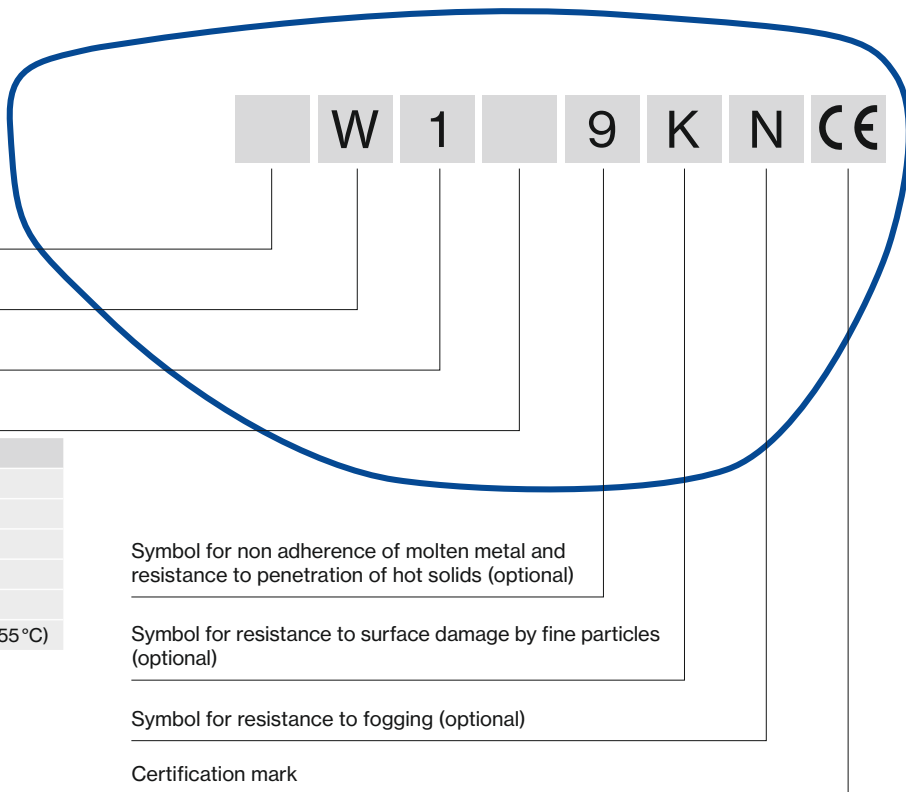 W 1 9 K N CE
55 °C)
Symbol for non adherence of molten metal and
resistance to penetration of hot solids (optional)
Symbol for resistance to surface damage by fine particles
(optional)
Symbol for resistance to fogging (optional)
Certification mark